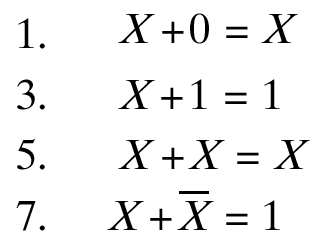 1. X + 0 = X
3. X + 1 = 1
5. X + X = X
7. X + X̅ = 1